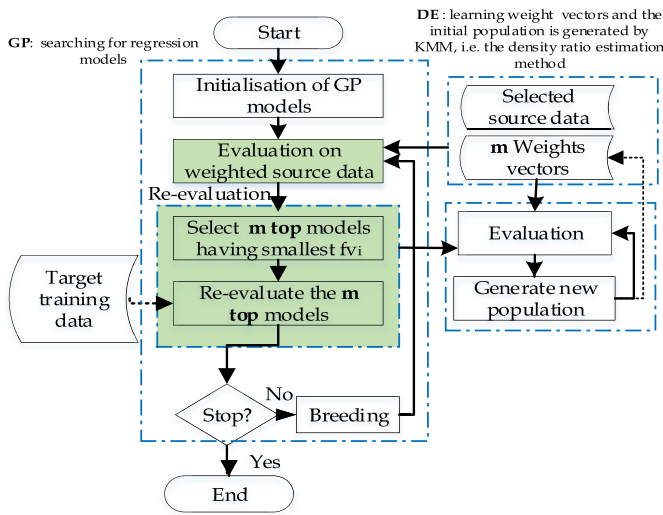 GP: searching for regression
models
Start
DE : learning weight vectors and the
initial population is generated by
KMM, i.e. the density ratio estimation
method
Initialisation of GP
models
Selected
source data
Evaluation on
weighted source data
m Weights
vectors
Re-evaluation
Select m top models
having smallest fvi
Evaluation
Target
training
data
Re-evaluate the m
top models
Generate new
population
Stop?
No
Breeding
Yes
End